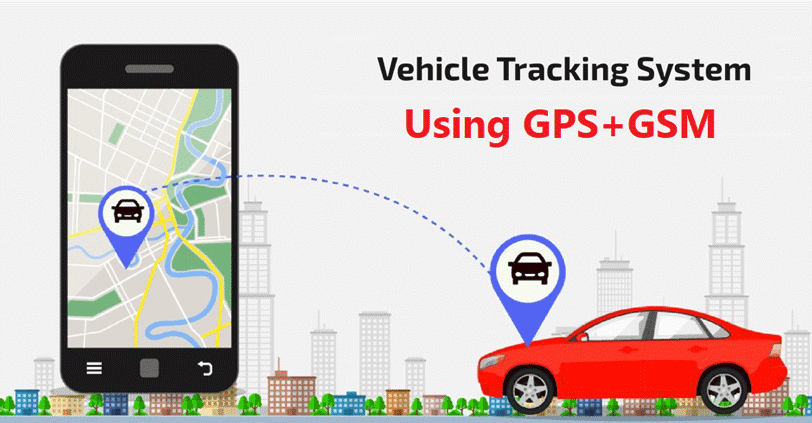 Vehicle Tracking System
Using GPS+GSM